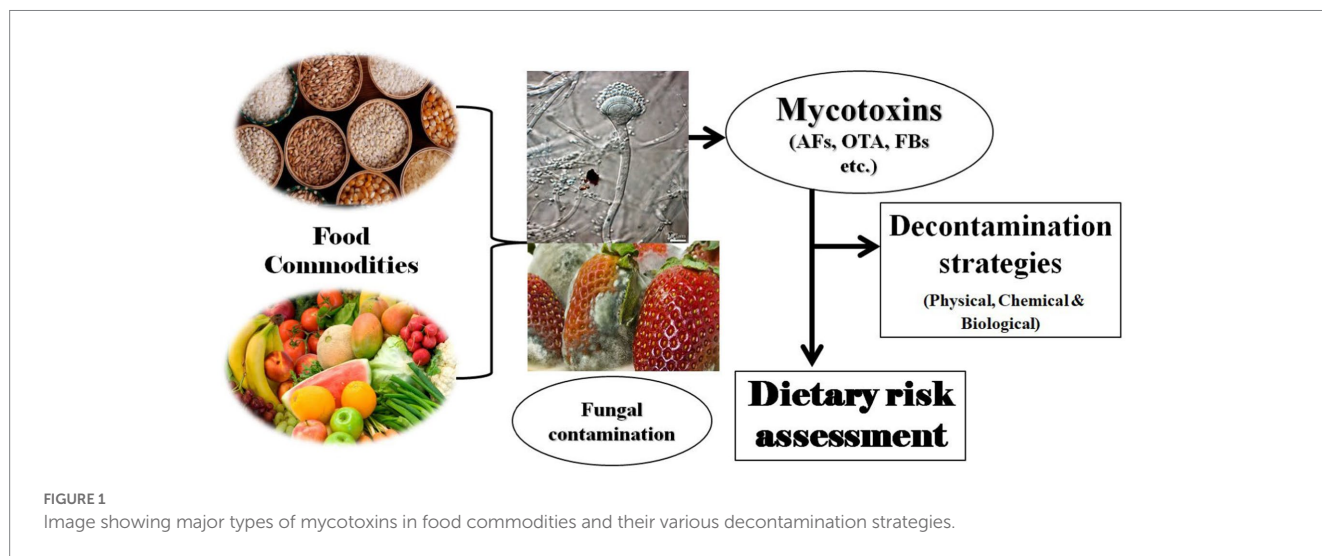 Food
Commodities
Fungal
contamination
Mycotoxins
(AFs, OTA, FBs
etc.)
Decontamination
strategies
(Physical, Chemical &
Biological)
Dietary risk
assessment
FIGURE 1
Image showing major types of mycotoxins in food commodities and their various decontamination strategies.